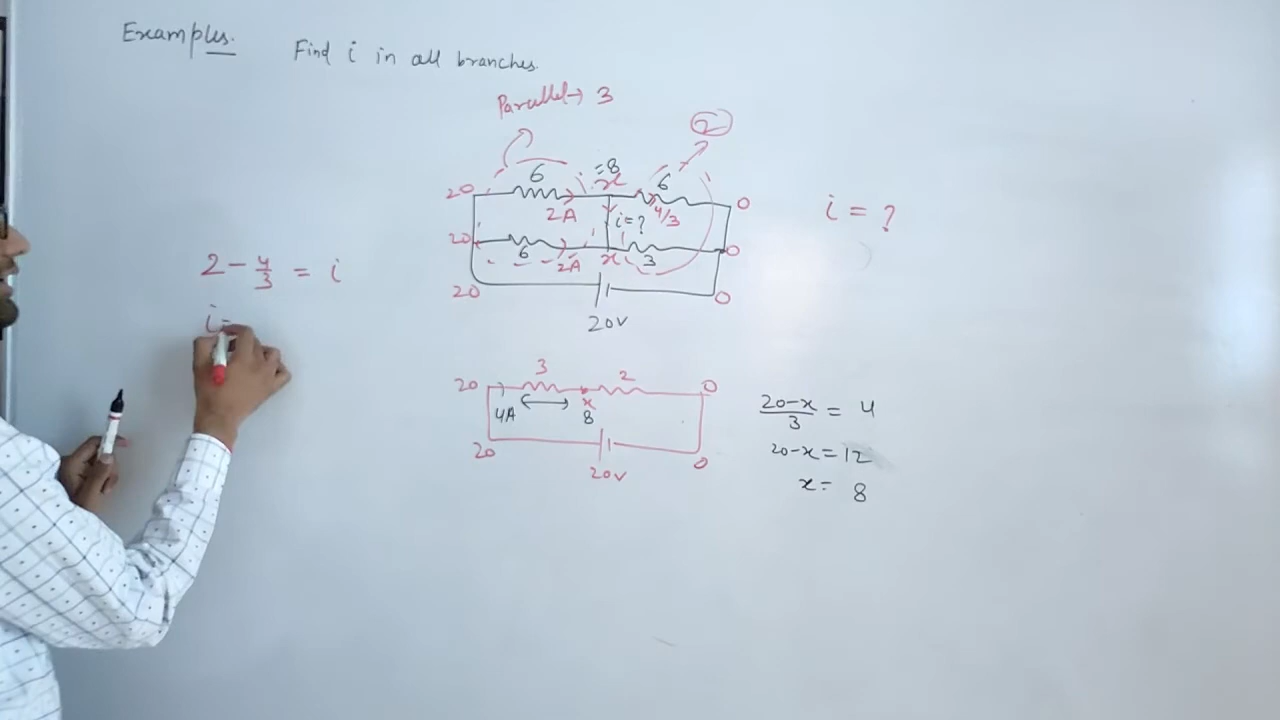 Examples.
Find i in all branches.
Parallel → 3
2
= 8
6
x
6
20
0
2A
4/3
i = ?
i = ?
20
6
2A
x
3
0
20
0
20V
2 - 4/3 = i
i =
3
2
20
x
0
4A
8
20
20V
0
20-x/3 = 4
20-x = 12
x = 8